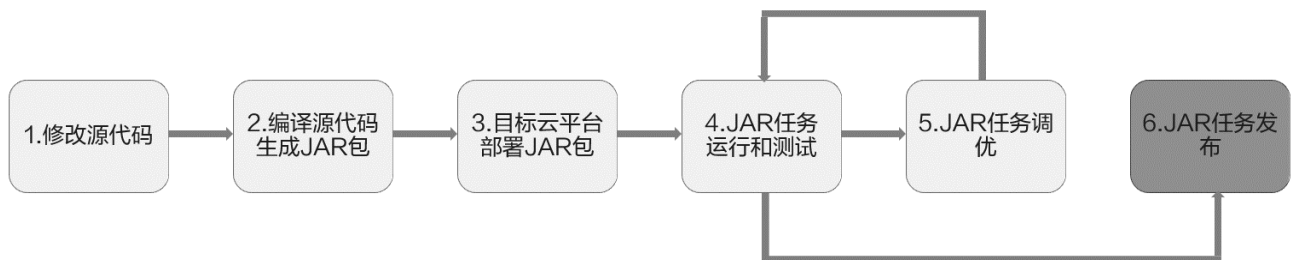 1.修改源代码
2.编译源代码
生成JAR包
3.目标云平台
部署JAR包
4.JAR任务
运行和测试
5.JAR任务调
优
6.JAR任务发
布